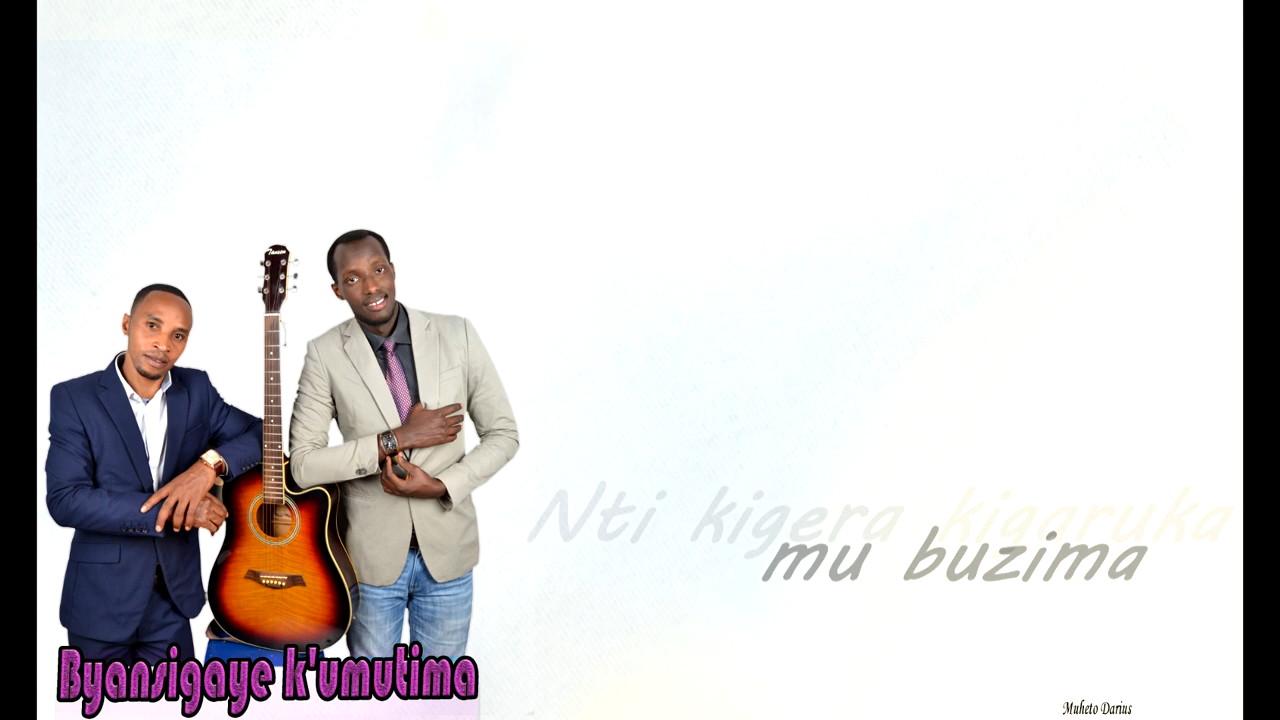 Nti kigera kigaruka
mu buzima
Byansigaye k'umutima
Muheto Darius